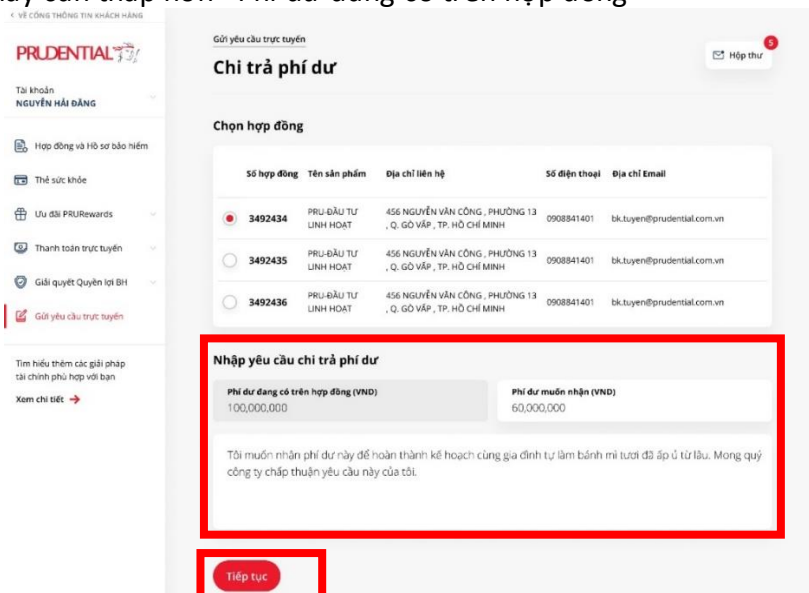 này cần thấp hơn "Phí dư đang có trên hợp đồng"
< VỀ CỔNG THÔNG TIN KHÁCH HÀNG
PRUDENTIAL
Tài khoản
NGUYỄN HẢI ĐĂNG
Hợp đồng và Hồ sơ bảo hiểm
Thẻ sức khỏe
Ưu đãi PRURewards
Thanh toán trực tuyến
Giải quyết Quyền lợi BH
Gửi yêu cầu trực tuyến
Tìm hiểu thêm các giải pháp
tài chính phù hợp với bạn
Xem chi tiết →
Gửi yêu cầu trực tuyến
Chi trả phí dư
5
Hộp thư
Chọn hợp đồng
Số hợp đồng Tên sản phẩm Địa chỉ liên hệ Số điện thoại Địa chỉ Email
3492434 PRU-ĐẦU TƯ LINH HOẠT 456 NGUYỄN VĂN CÔNG , PHƯỜNG 13 , Q. GÒ VẤP , TP. HỒ CHÍ MINH 0908841401 bk.tuyen@prudential.com.vn
3492435 PRU-ĐẦU TƯ LINH HOẠT 456 NGUYỄN VĂN CÔNG , PHƯỜNG 13 , Q. GÒ VẤP , TP. HỒ CHÍ MINH 0908841401 bk.tuyen@prudential.com.vn
3492436 PRU-ĐẦU TƯ LINH HOẠT 456 NGUYỄN VĂN CÔNG , PHƯỜNG 13 , Q. GÒ VẤP , TP. HỒ CHÍ MINH 0908841401 bk.tuyen@prudential.com.vn
Nhập yêu cầu chi trả phí dư
Phí dư đang có trên hợp đồng (VND) Phí dư muốn nhận (VND)
100,000,000 60,000,000
Tôi muốn nhận phí dư này để hoàn thành kế hoạch cùng gia đình tự làm bánh mì tươi đã ấp ủ từ lâu. Mong quý
công ty chấp thuận yêu cầu này của tôi.
Tiếp tục